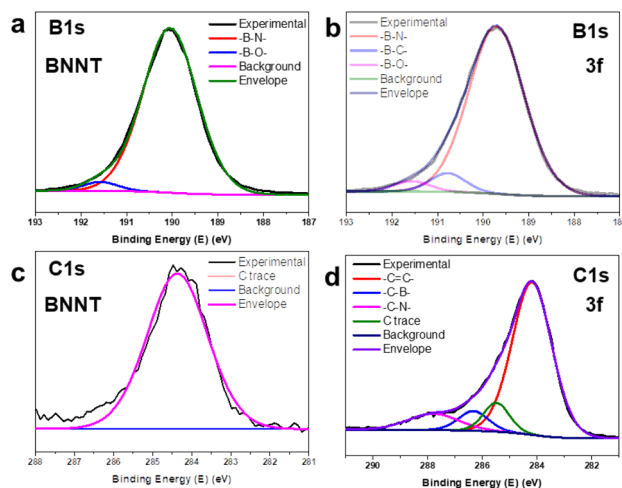 a
B1s
BNNT
Experimental
-B-N-
-B-O-
Background
Envelope
193 192 191 190 189 188 187
Binding Energy (E) (eV)
b
Experimental
-B-N-
-B-C-
-B-O-
Background
Envelope
B1s
3f
193 192 191 190 189 188 18
Binding Energy (E) (eV)
c
C1s
BNNT
Experimental
C trace
Background
Envelope
288 287 286 285 284 283 282 281
Binding Energy (E) (eV)
d
Experimental
-C=C-
-C-B-
-C-N-
C trace
Background
Envelope
C1s
3f
290 288 286 284 282
Binding Energy (E) (eV)